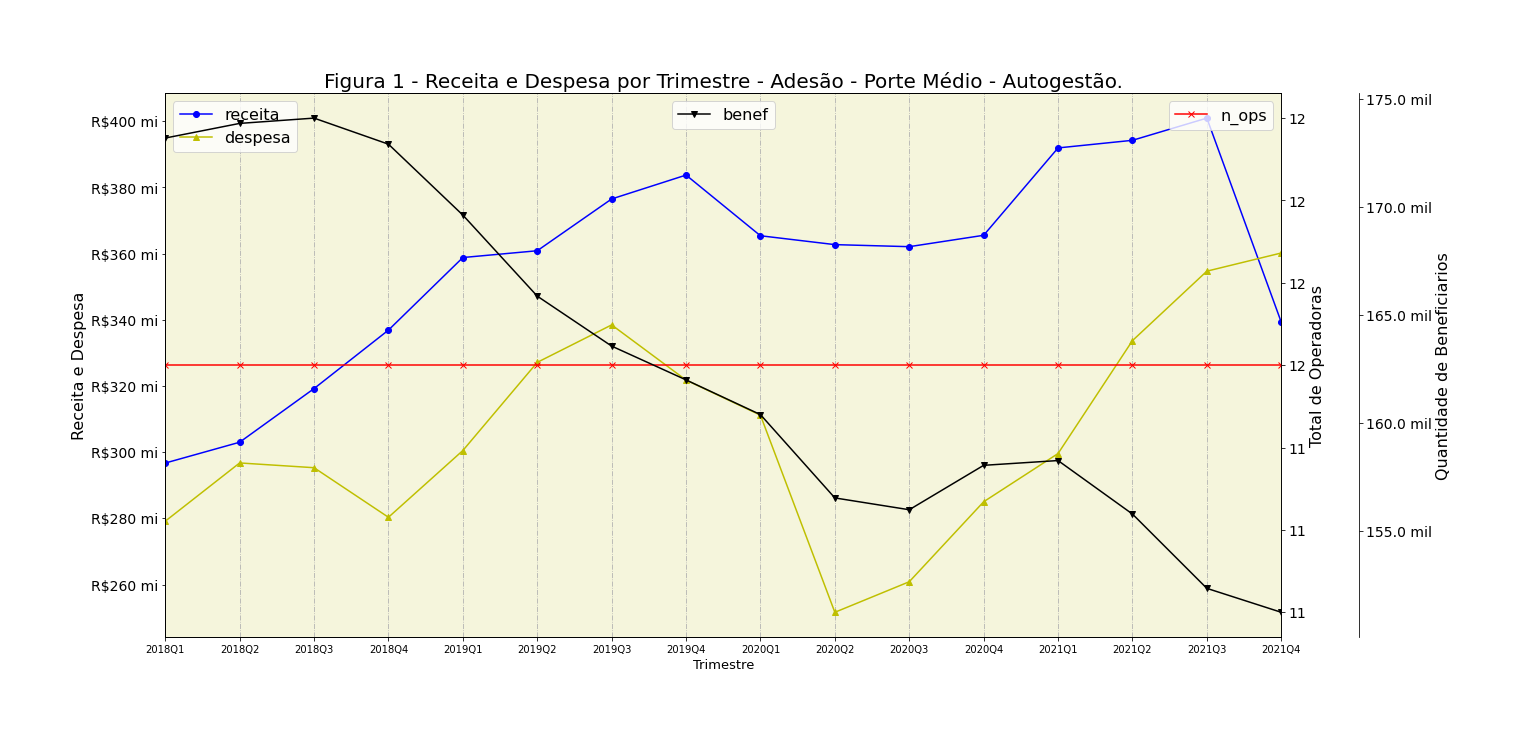 Figura 1 - Receita e Despesa por Trimestre - Adesão - Porte Médio - Autogestão.
receita
despesa
benef
n_ops
Receita e Despesa
R$400 mi
R$380 mi
R$360 mi
R$340 mi
R$320 mi
R$300 mi
R$280 mi
R$260 mi
12
12
12
12
11
11
11
Total de Operadoras
175.0 mil
170.0 mil
165.0 mil
160.0 mil
155.0 mil
Quantidade de Beneficiarios
2018Q1 2018Q2 2018Q3 2018Q4 2019Q1 2019Q2 2019Q3 2019Q4 2020Q1 2020Q2 2020Q3 2020Q4 2021Q1 2021Q2 2021Q3 2021Q4
Trimestre